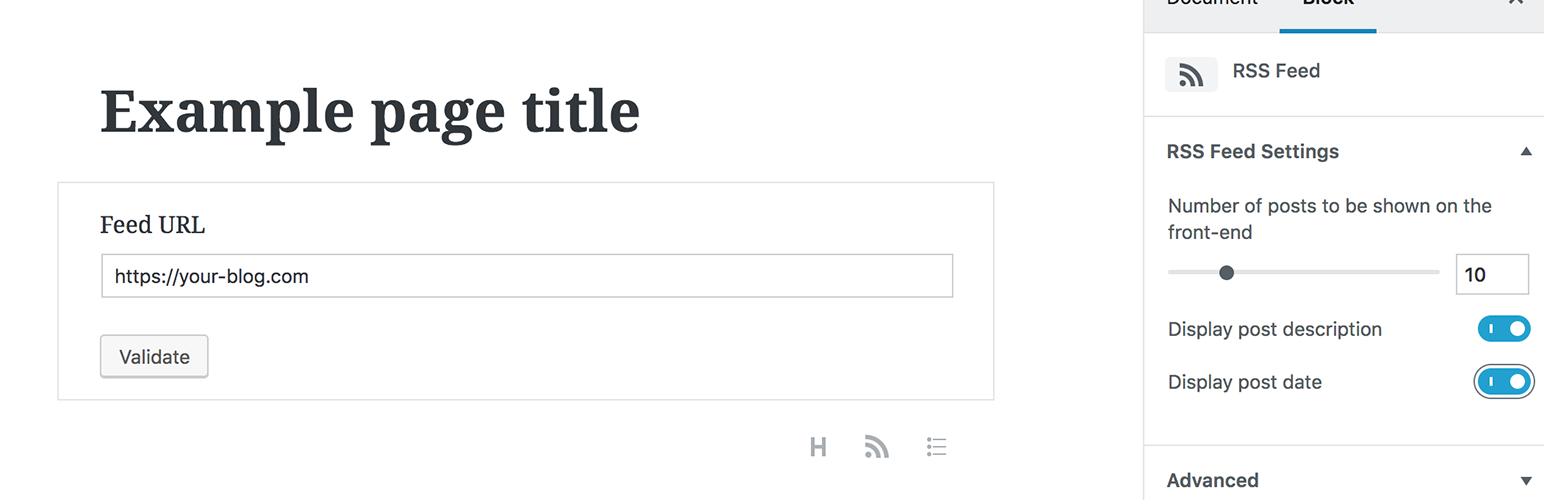 Document Block
RSS Feed
Example page title
RSS Feed Settings
Number of posts to be shown on the
front-end
Feed URL
https://your-blog.com
10
Display post description
Validate
Display post date
H
Advanced